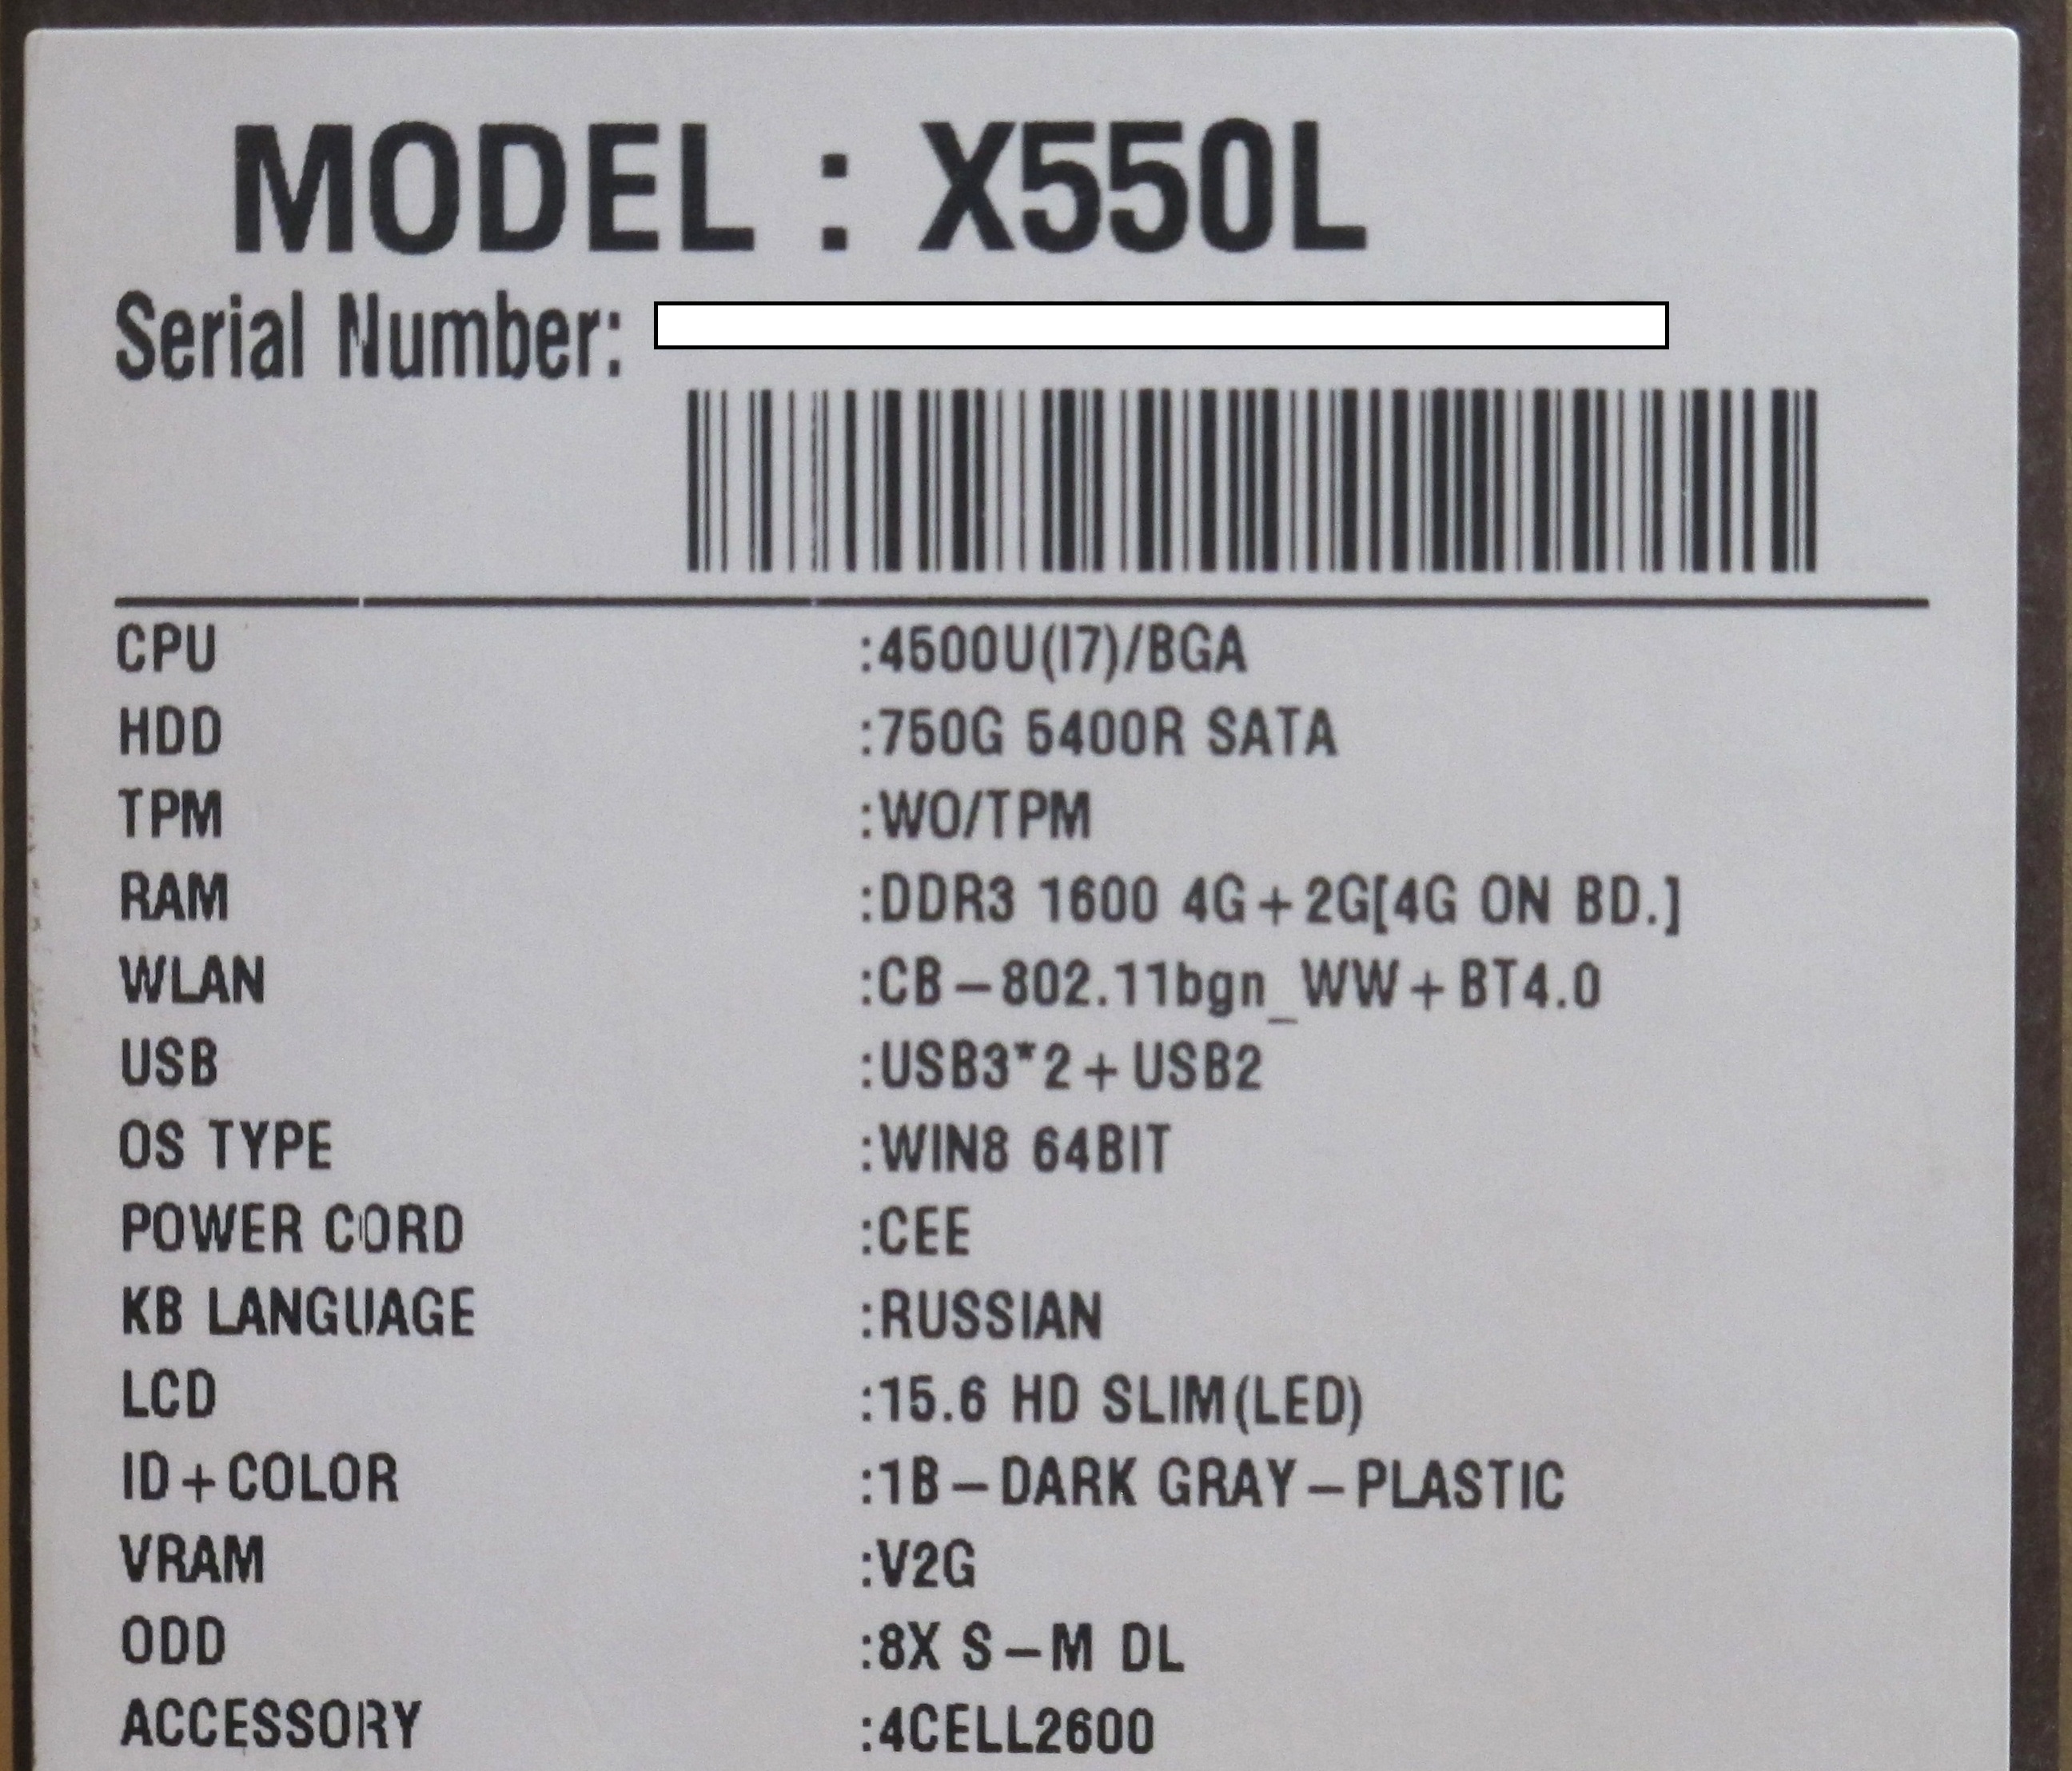 MODEL : X550L
Serial Number:
CPU :4500U(I7)/BGA
HDD :750G 5400R SATA
TPM :WO/TPM
RAM :DDR3 1600 4G+2G[4G ON BD.]
WLAN :CB-802.11bgn_WW+BT4.0
USB :USB3*2+USB2
OS TYPE :WIN8 64BIT
POWER CORD :CEE
KB LANGUAGE :RUSSIAN
LCD :15.6 HD SLIM(LED)
ID+COLOR :1B-DARK GRAY-PLASTIC
VRAM :V2G
ODD :8X S-M DL
ACCESSORY :4CELL2600